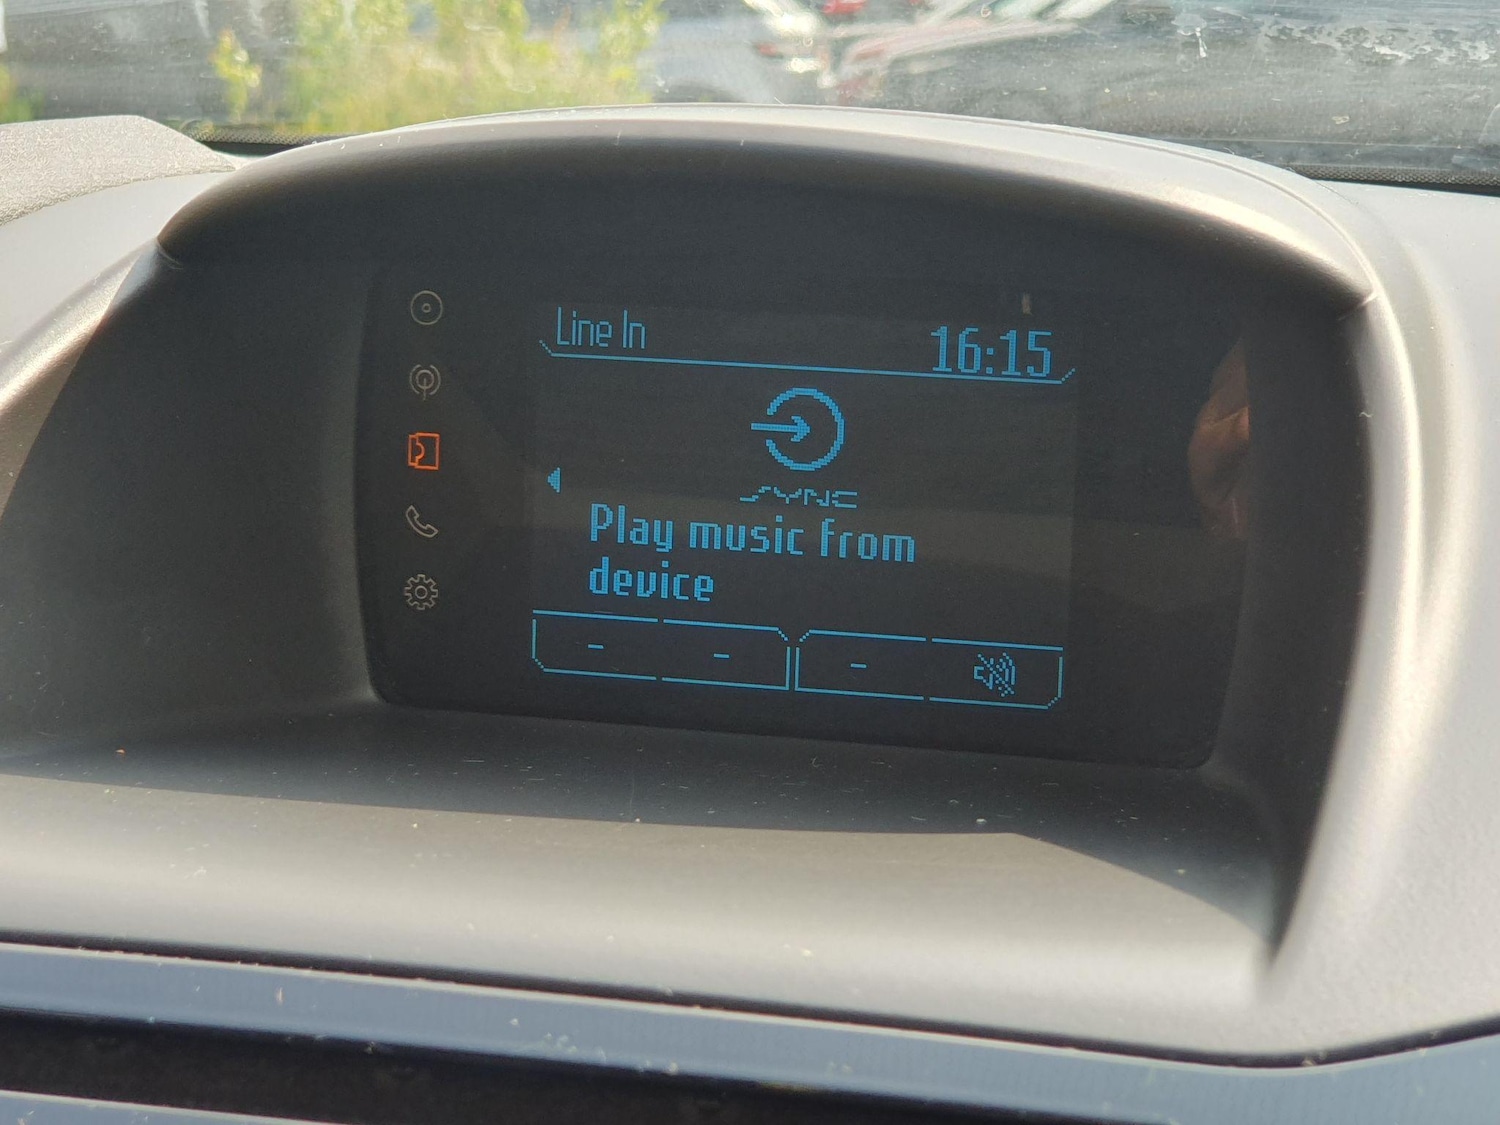 Line In
16:15
SYNC
Play music from
device